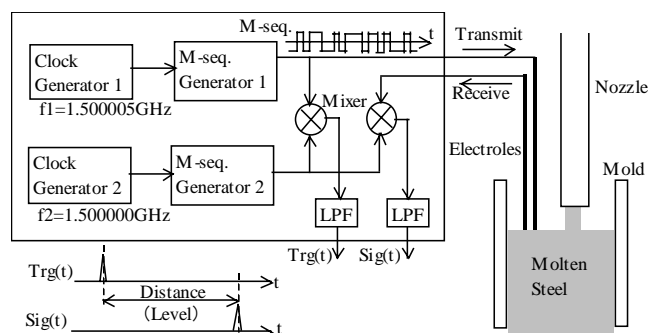 M-seq.
t
Transmit
Clock
Generator 1
M-seq.
Generator 1
f1=1.500005GHz
Mixer
Receive
Nozzle
Electroles
Clock
Generator 2
M-seq.
Generator 2
f2=1.500000GHz
Mold
LPF
LPF
Trg(t)
Sig(t)
Trg(t)
t
Distance
(Level)
Sig(t)
t
Molten
Steel